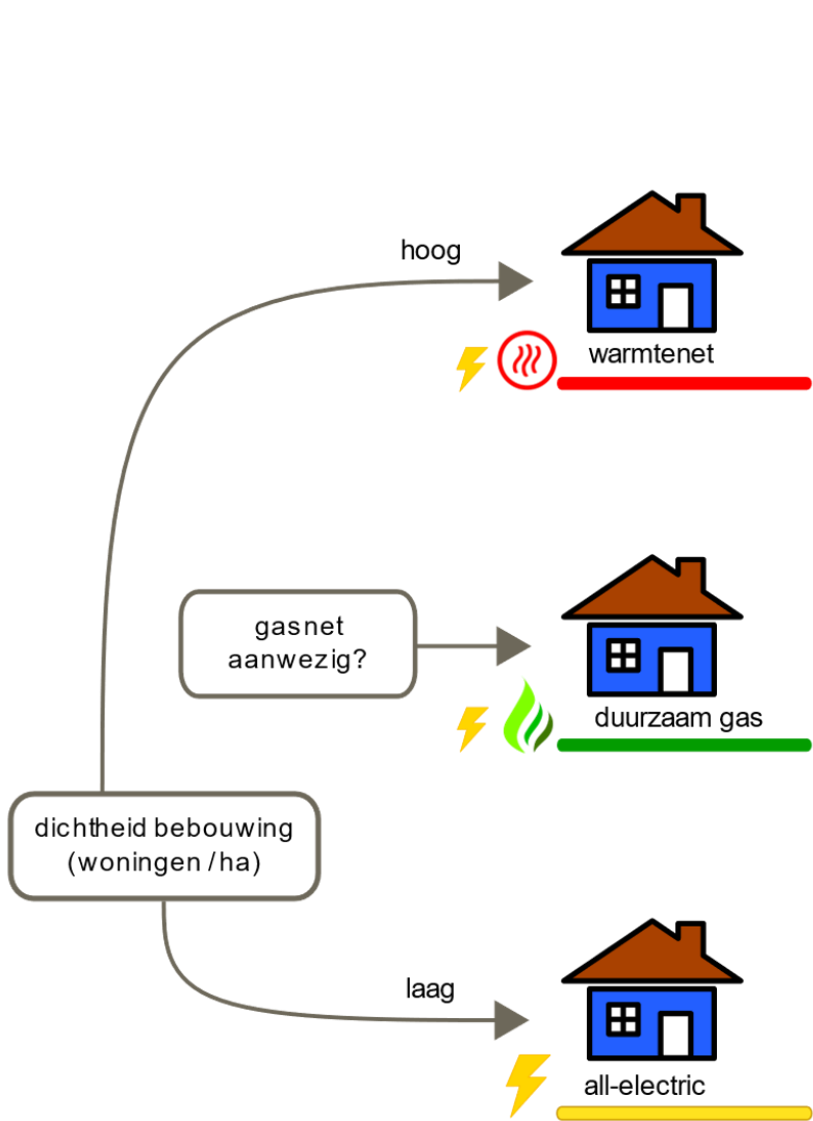 hoog
warmtenet
gasnet
aanwezig?
duurzaam gas
dichtheid bebouwing
(woningen /ha)
laag
all-electric